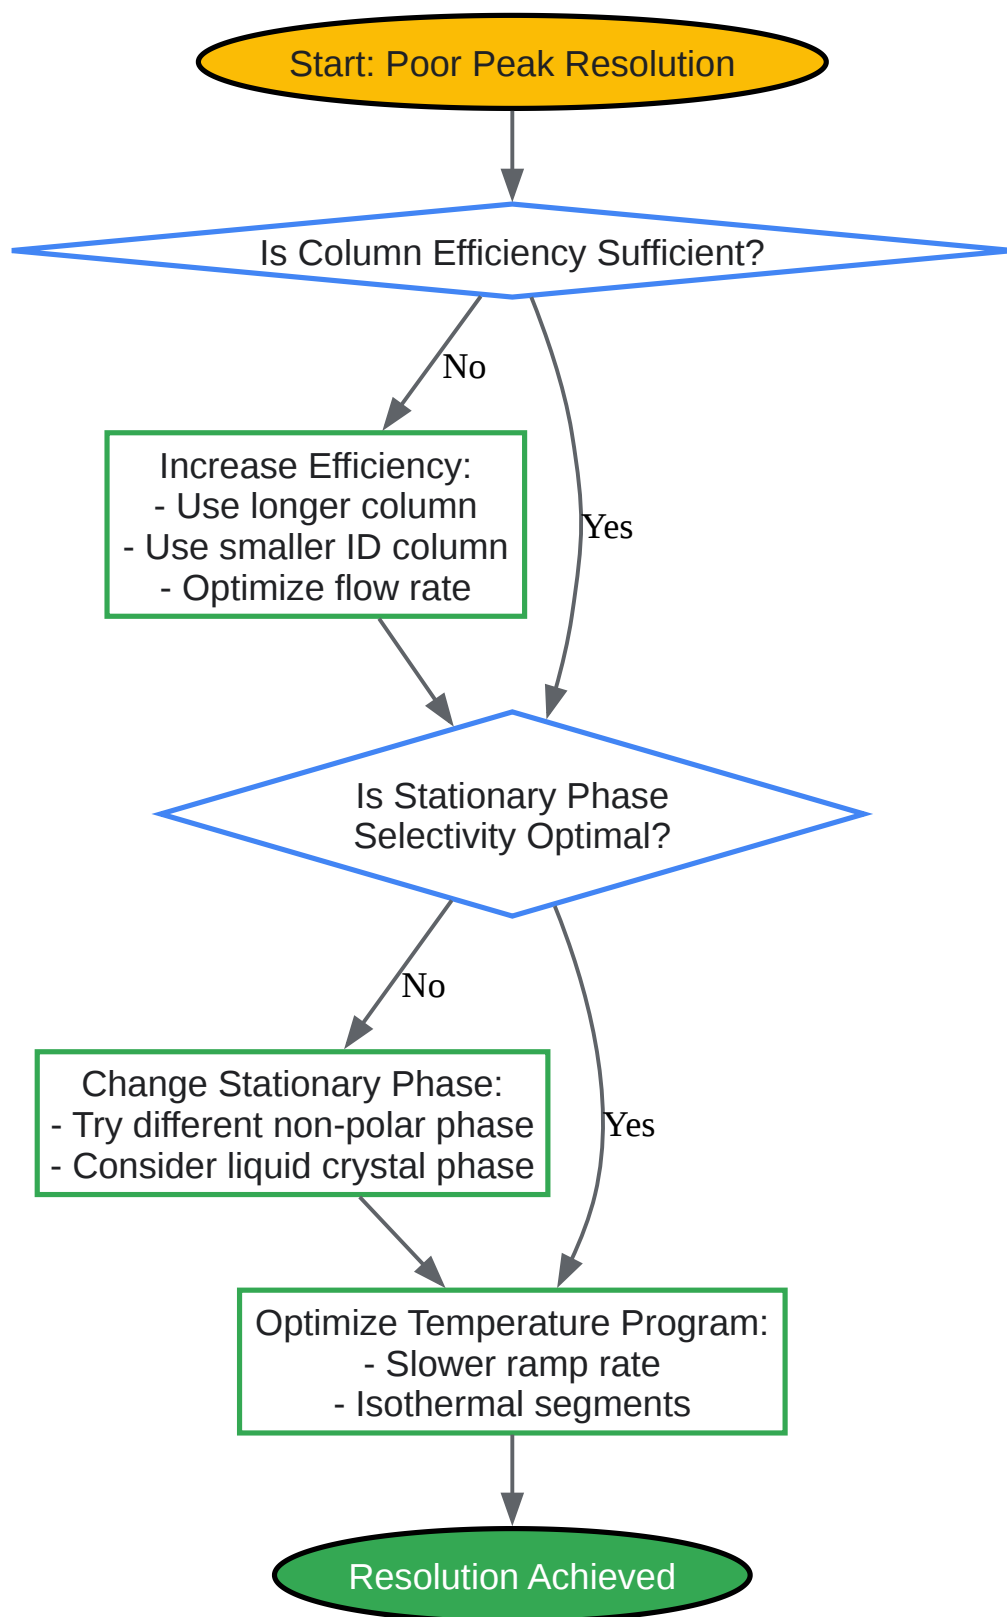 Start: Poor Peak Resolution
Is Column Efficiency Sufficient?
No
Increase Efficiency:
- Use longer column
- Use smaller ID column
- Optimize flow rate
Yes
Is Stationary Phase
Selectivity Optimal?
No
Change Stationary Phase:
- Try different non-polar phase
- Consider liquid crystal phase
Yes
Optimize Temperature Program:
- Slower ramp rate
- Isothermal segments
Resolution Achieved